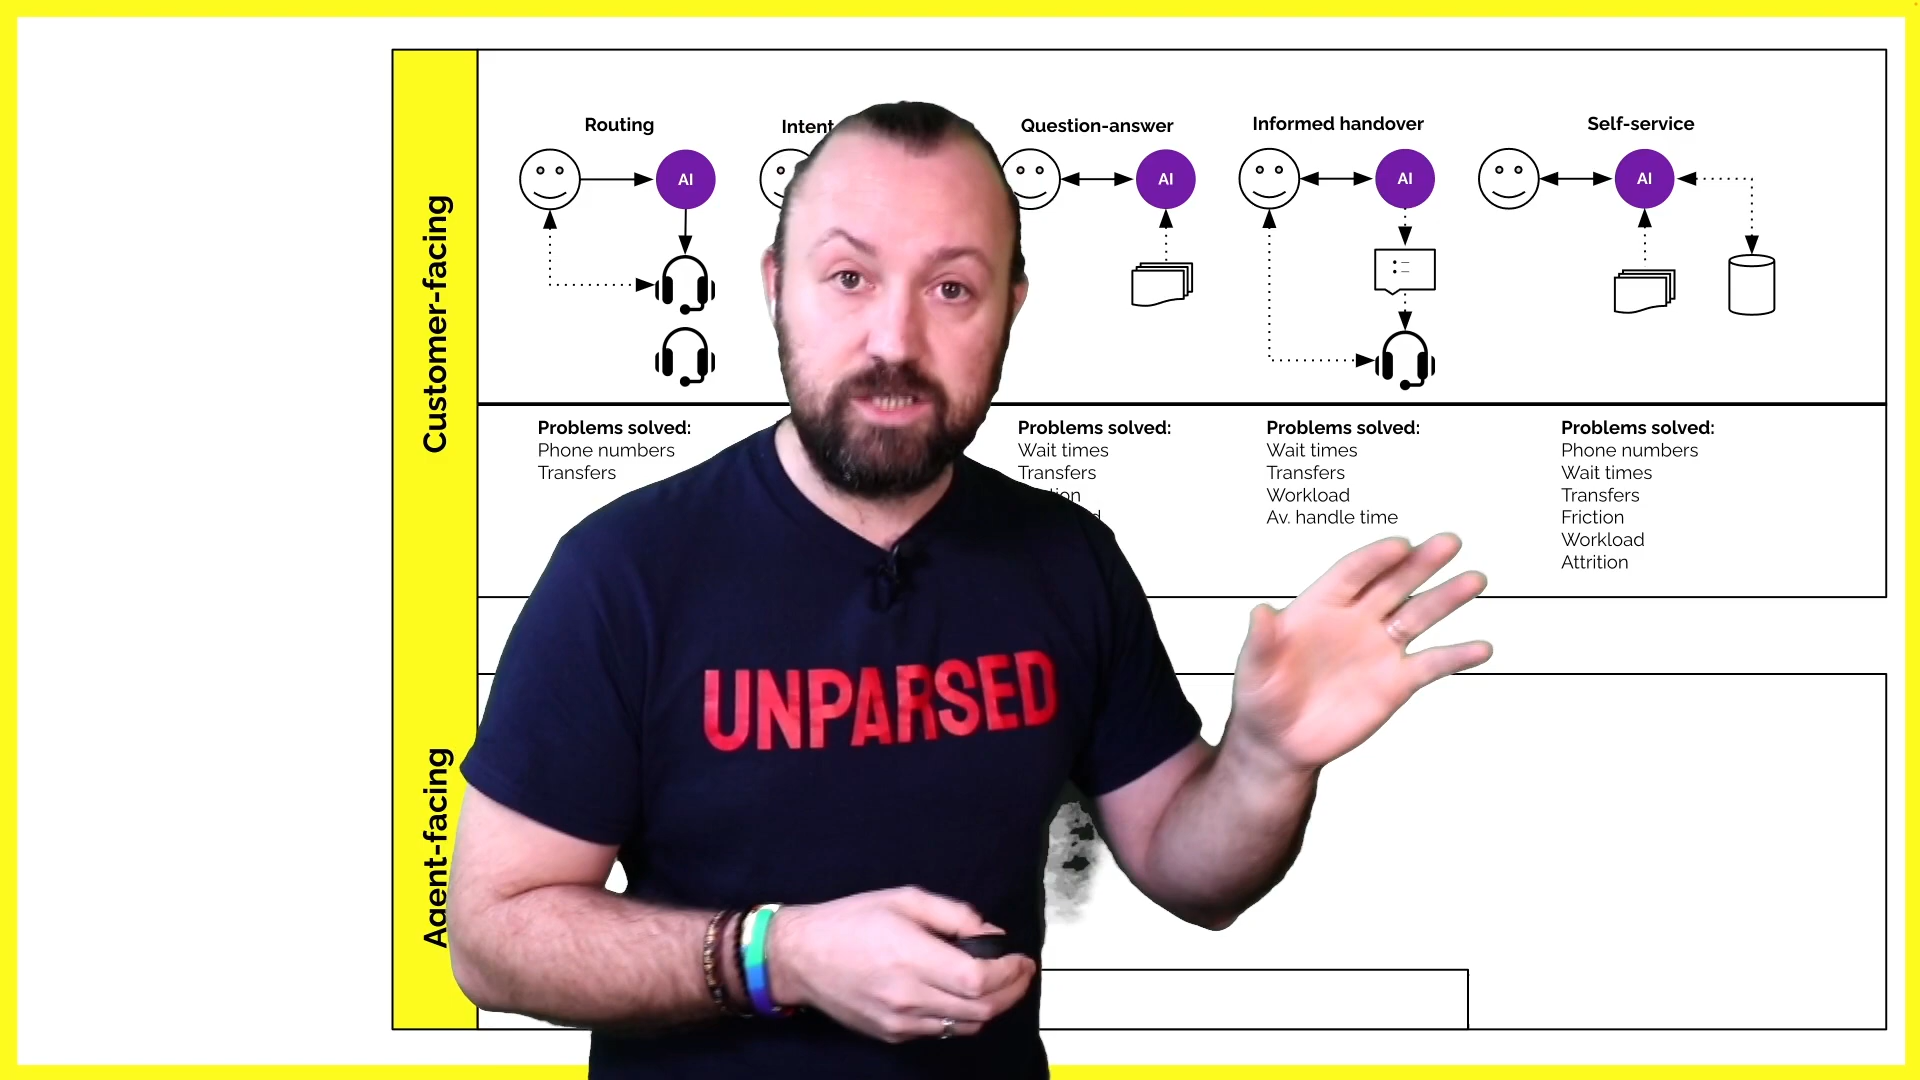 Customer-facing
Routing
Intent
Question-answer
Informed handover
Self-service
AI
AI
AI
AI
Problems solved:
Phone numbers
Transfers
Problems solved:
Wait times
Transfers
Problems solved:
Wait times
Transfers
Workload
Av. handle time
Problems solved:
Phone numbers
Wait times
Transfers
Friction
Workload
Attrition
Agent-facing
UNPARSED